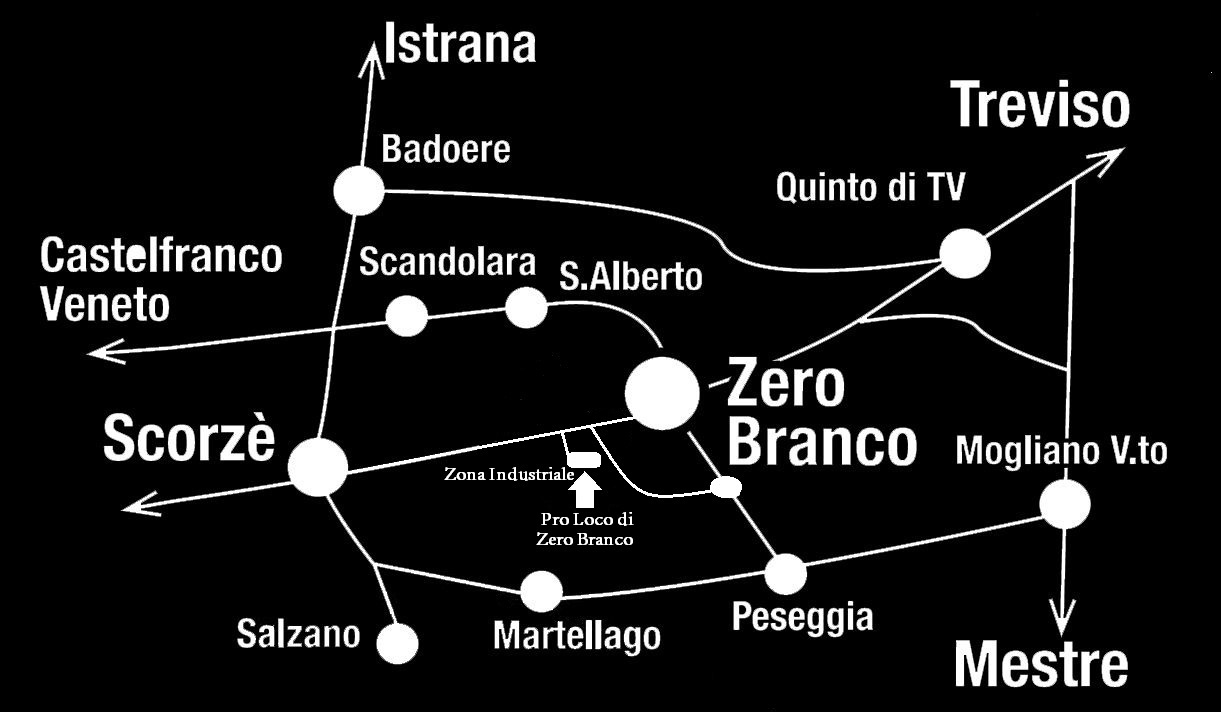 Istrana
Treviso
Badoere
Quinto di TV
Castelfranco
Veneto
Scandolara
S.Alberto
Zero
Branco
Scorzè
Mogliano V.to
Zona Industriale
Pro Loco di
Zero Branco
Peseggia
Salzano
Martellago
Mestre